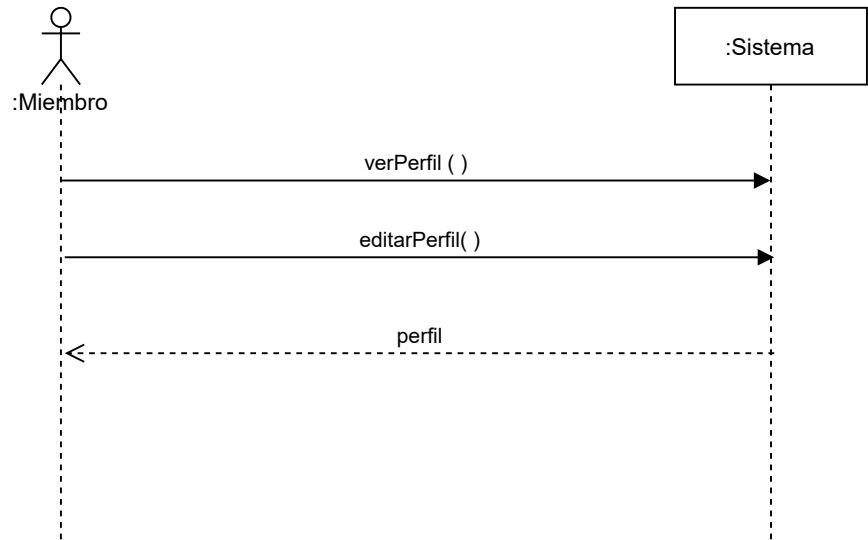 :Sistema
:Miembro
verPerfil ( )
editarPerfil( )
perfil